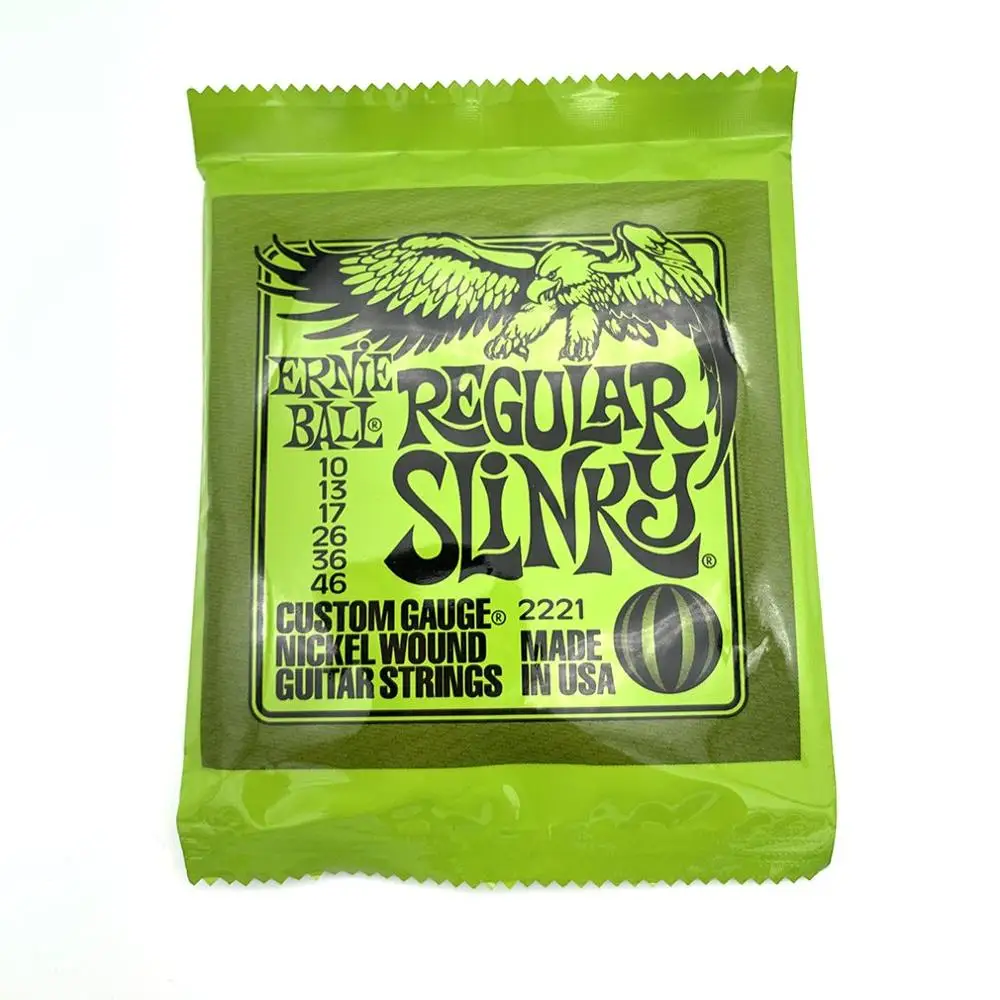 ERNIE
BALL®
REGULAR
SLINKY®
10
13
17
26
36
46
CUSTOM GAUGE®
NICKEL WOUND
GUITAR STRINGS
2221
MADE
IN USA